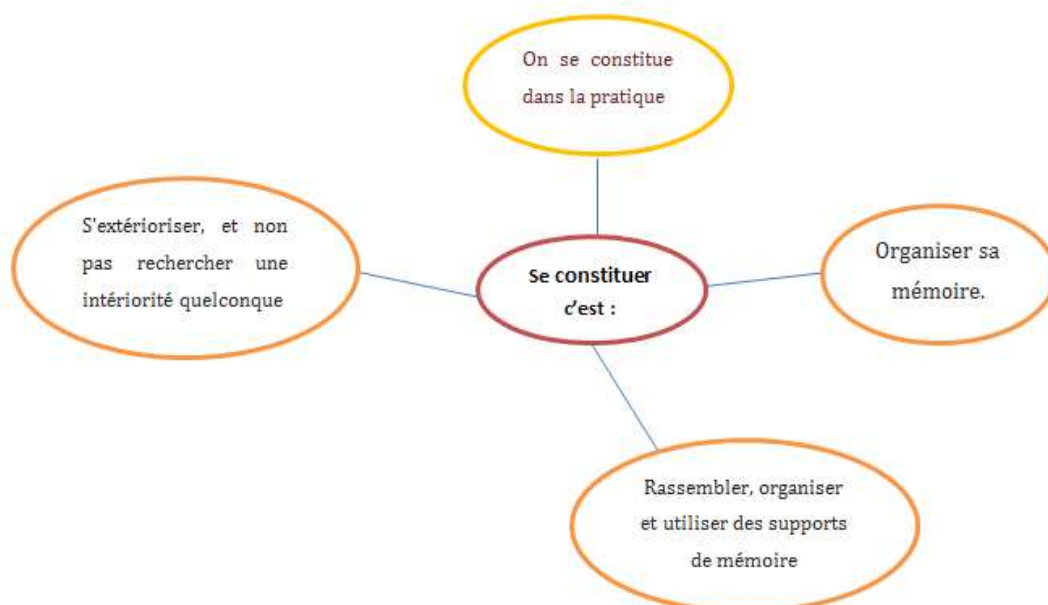 On se constitue
dans la pratique
S'extérioriser, et non
pas rechercher une
intériorité quelconque
Se constituer
c'est :
Organiser sa
mémoire.
Rassembler, organiser
et utiliser des supports
de mémoire